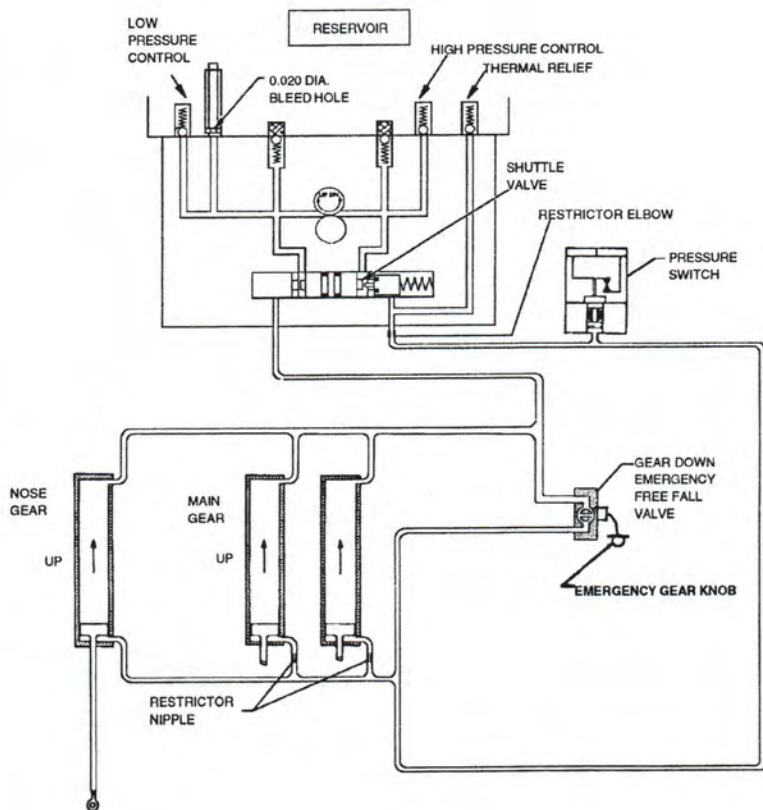 LOW
PRESSURE
CONTROL
RESERVOIR
HIGH PRESSURE CONTROL
THERMAL RELIEF
0.020 DIA.
BLEED HOLE
SHUTTLE
VALVE
RESTRICTOR ELBOW
PRESSURE
SWITCH
NOSE
GEAR
UP
MAIN
GEAR
UP
GEAR DOWN
EMERGENCY
FREE FALL
VALVE
EMERGENCY GEAR KNOB
RESTRICTOR
NIPPLE